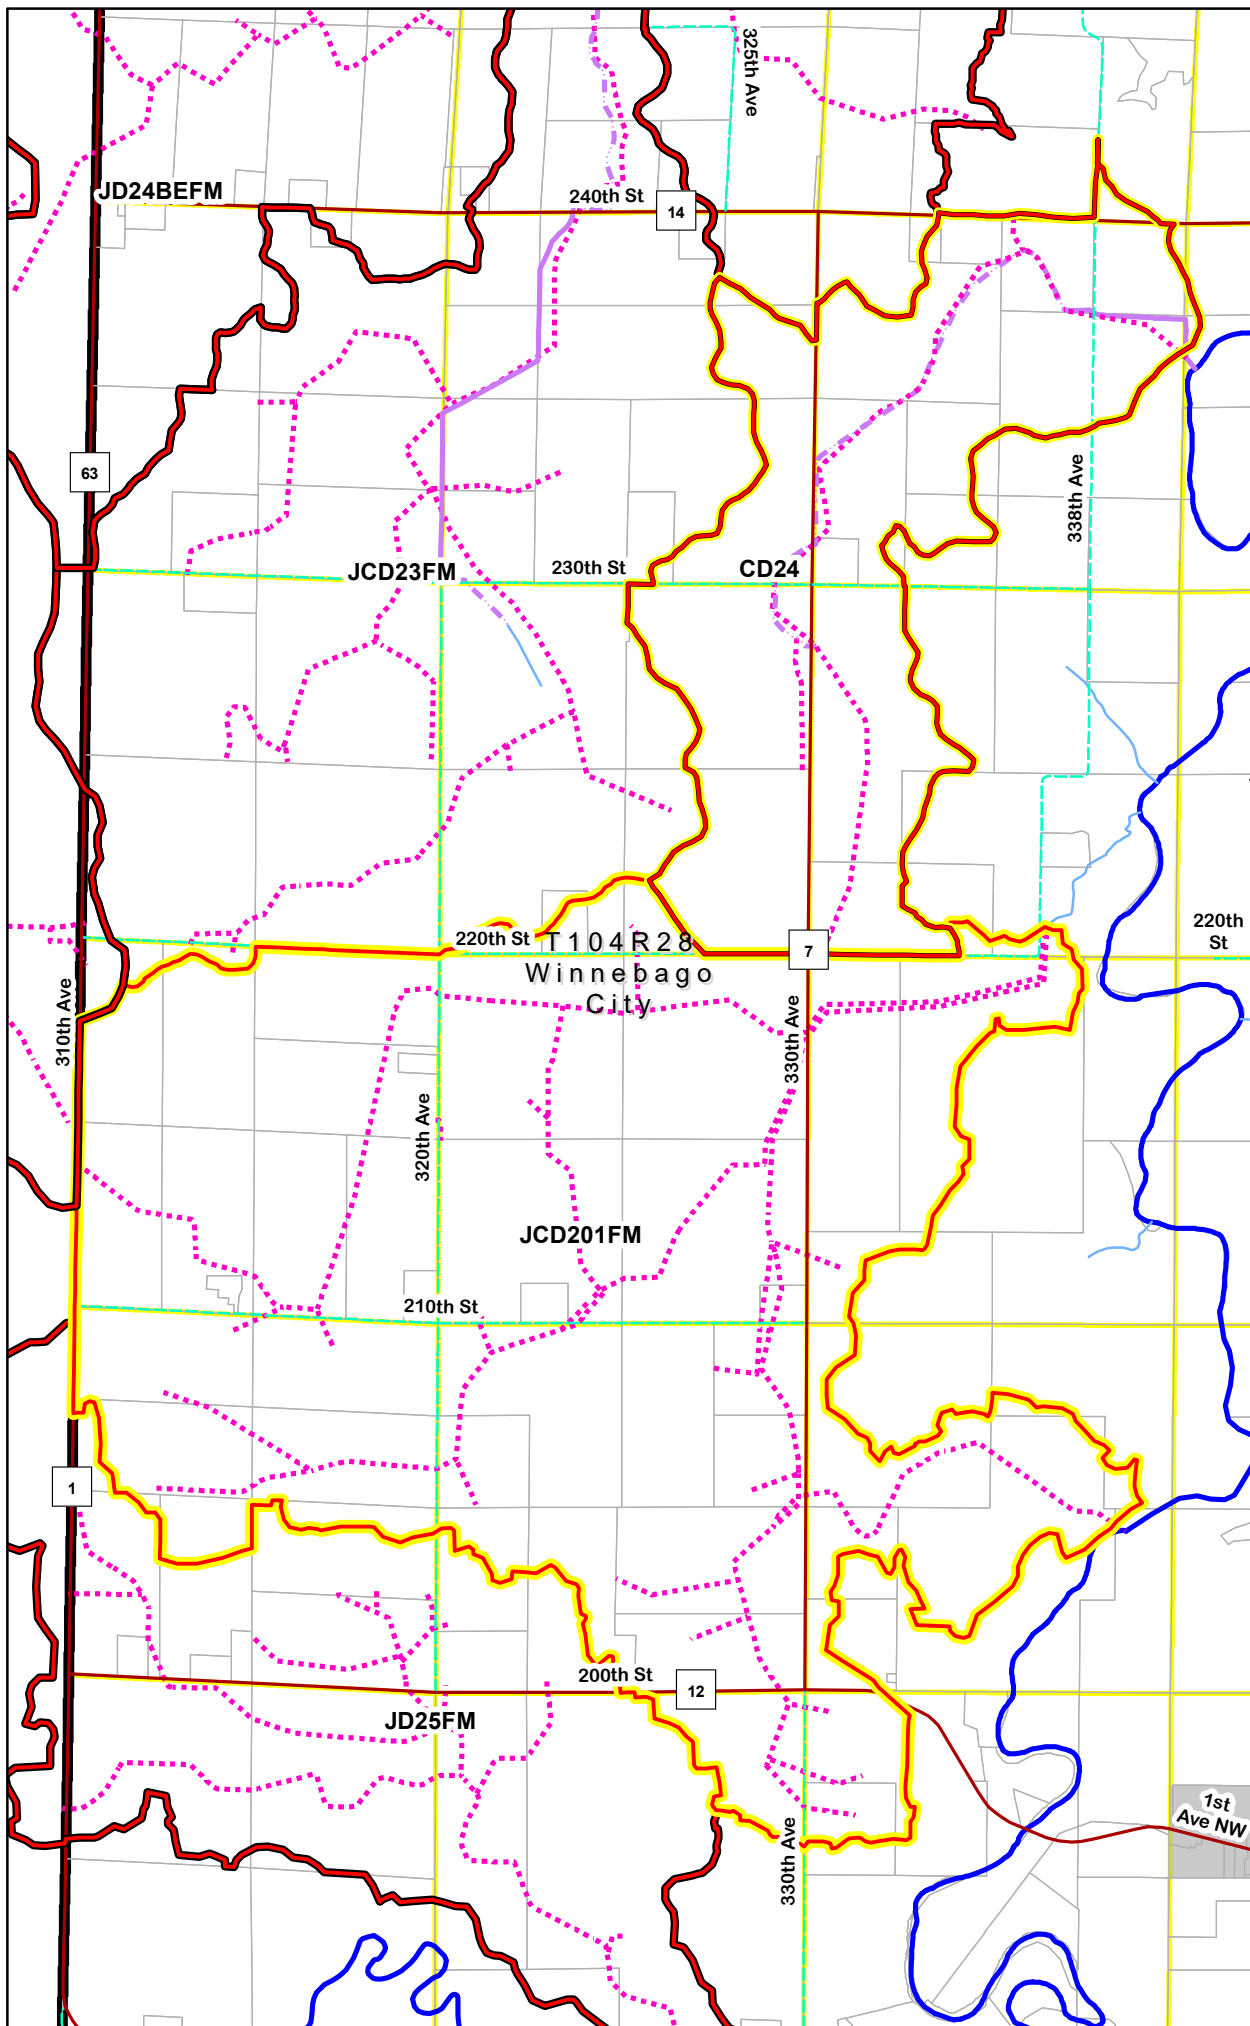 325th Ave
JD24BEFM
240th St
14
63
338th Ave
JCD23FM
230th St
CD24
220th St
T104R28
Winnebago
City
7
220th
St
310th Ave
330th Ave
320th Ave
JCD201FM
210th St
1
200th St
12
JD25FM
1st
Ave NW
330th Ave